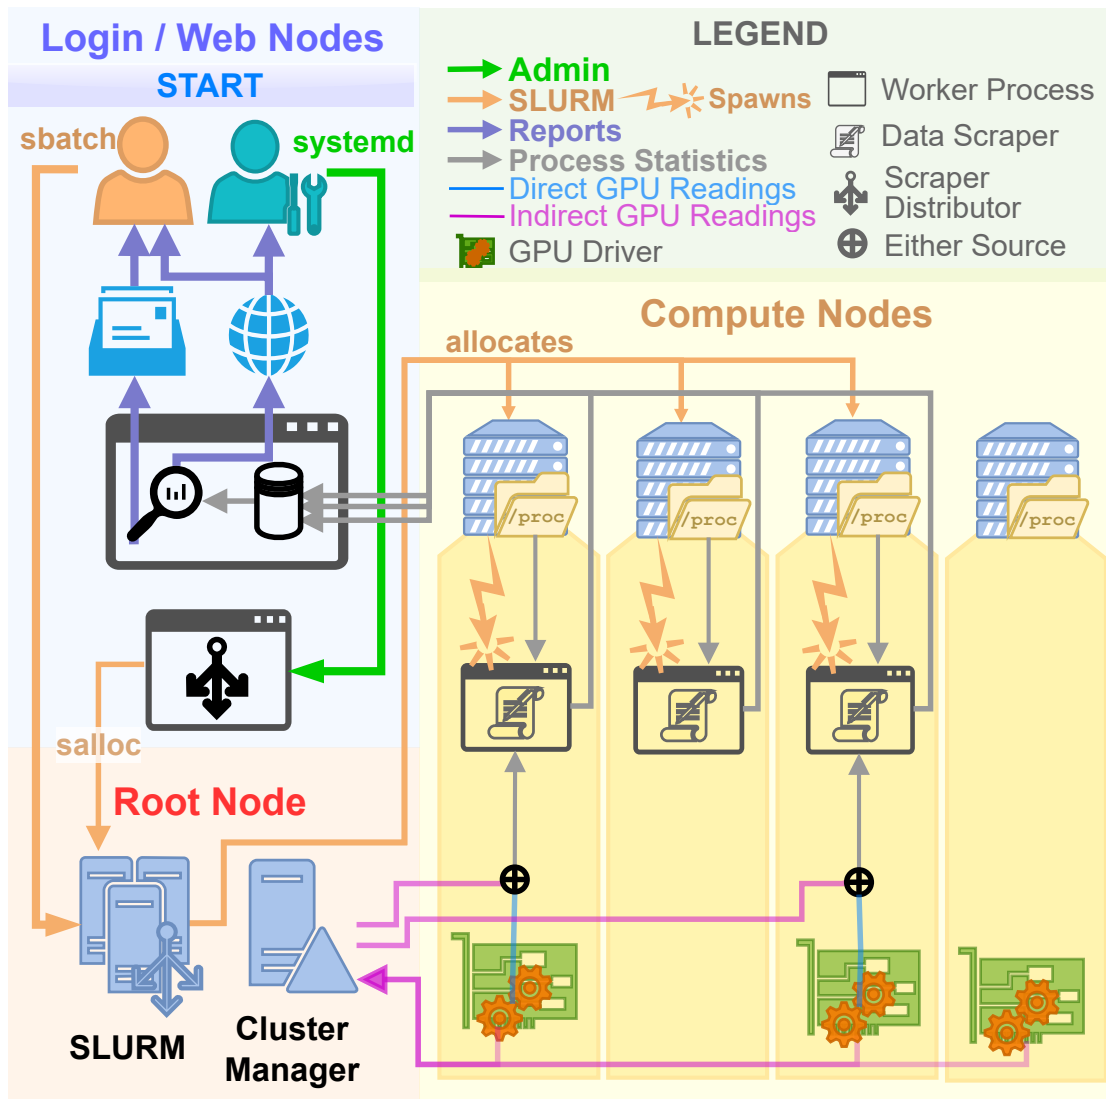 Login / Web Nodes
START
sbatch
systemd
LEGEND
Admin
SLURM
Spawns
Reports
Process Statistics
Direct GPU Readings
Indirect GPU Readings
GPU Driver
Worker Process
Data Scraper
Scraper
Distributor
Either Source
Compute Nodes
allocates
/proc
/proc
/proc
/proc
salloc
Root Node
SLURM
Cluster
Manager